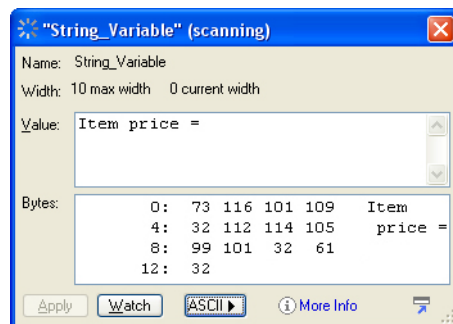 "String_Variable" (scanning)
Name: String_Variable
Width: 10 max width 0 current width
Value: Item price =
Bytes: 0: 73 116 101 109 Item
4: 32 112 114 105 price =
8: 99 101 32 61
12: 32
Apply Watch ASCII More Info